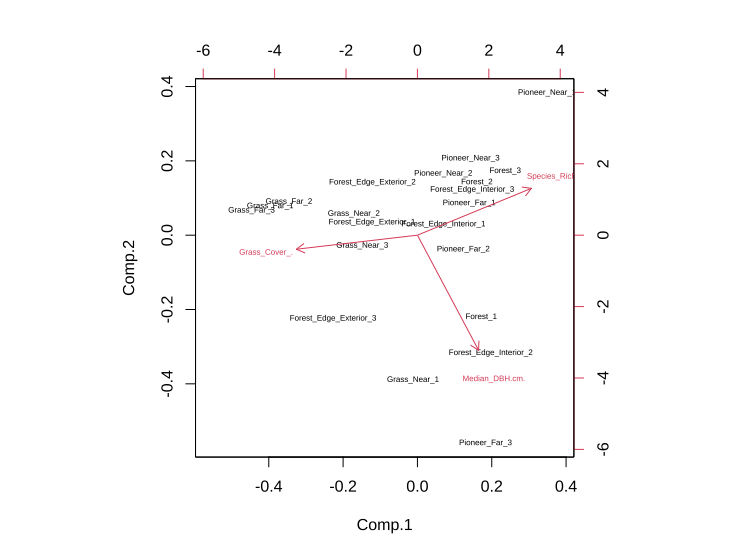 -6 -4 -2 0 2 4
0.4
4
Pioneer_Near_
0.2
Pioneer_Near_3
2
Pioneer_Near_2
Forest_3
Species_Rich
Forest_Edge_Exterior_2
Forest_2
Forest_Edge_Interior_3
Grass_Far_2
Grass_Far_1
Grass_Far_3
Pioneer_Far_1
Grass_Near_2
Forest_Edge_Exterior_1
Forest_Edge_Interior_1
0.0
0
Grass_Near_3
Pioneer_Far_2
Grass_Cover_.
Comp.2
-0.2
-2
Forest_Edge_Exterior_3
Forest_1
Forest_Edge_Interior_2
Grass_Near_1
Median_DBH.cm.
-0.4
-4
Pioneer_Far_3
-6
-0.4 -0.2 0.0 0.2 0.4
Comp.1